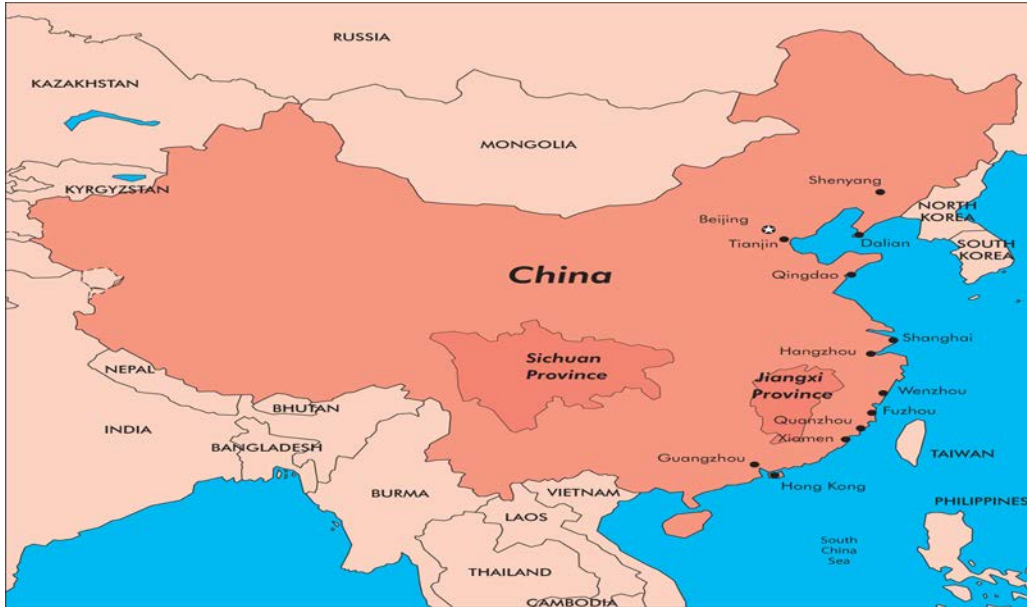 RUSSIA
KAZAKHSTAN
MONGOLIA
KYRGYZSTAN
Shenyang
NORTH
KOREA
Beijing
Tianjin
Dalian
SOUTH
KOREA
China
Qingdao
Shanghai
Hangzhou
Sichuan
Province
NEPAL
Jiangxi
Province
Wenzhou
BHUTAN
Fuzhou
Quanzhou
INDIA
BANGLADESH
Xiamen
TAIWAN
Guangzhou
Hong Kong
BURMA
VIETNAM
PHILIPPINES
LAOS
South
China
Sea
THAILAND
CAMBODIA